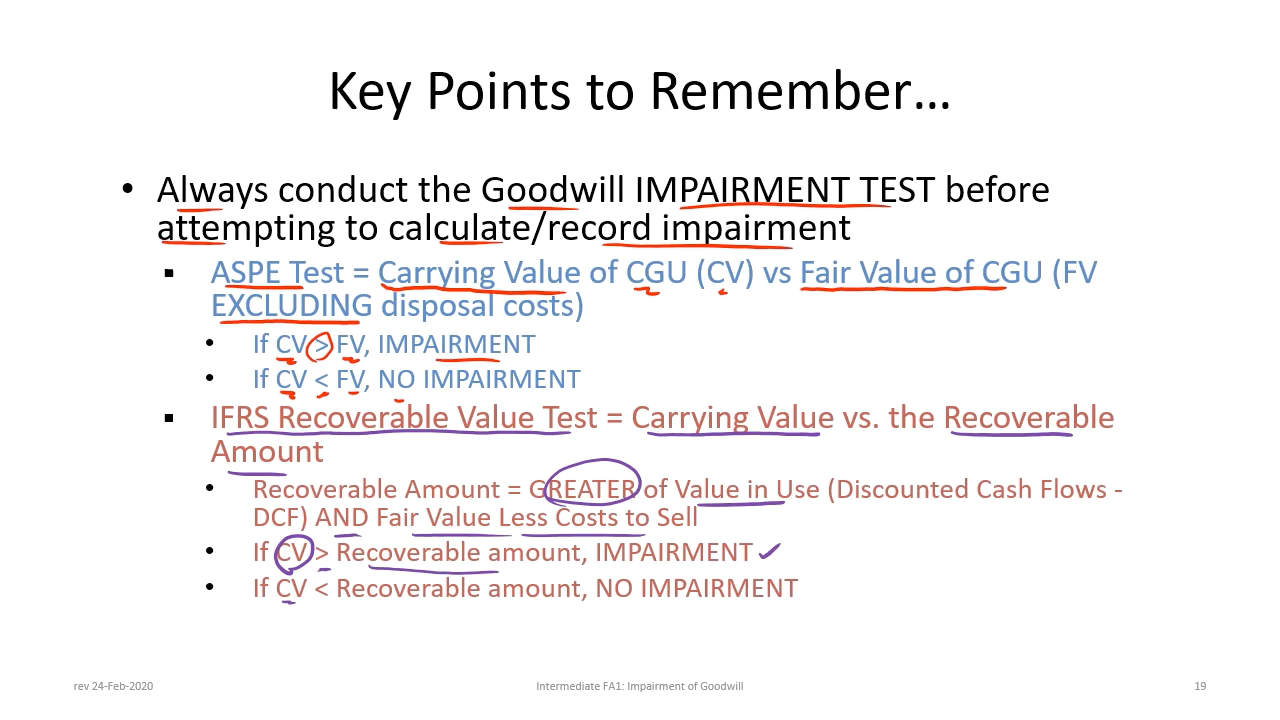 Key Points to Remember…
• Always conduct the Goodwill IMPAIRMENT TEST before
attempting to calculate/record impairment
▪ ASPE Test = Carrying Value of CGU (CV) vs Fair Value of CGU (FV
EXCLUDING disposal costs)
• If CV > FV, IMPAIRMENT
• If CV < FV, NO IMPAIRMENT
▪ IFRS Recoverable Value Test = Carrying Value vs. the Recoverable
Amount
• Recoverable Amount = GREATER of Value in Use (Discounted Cash Flows -
DCF) AND Fair Value Less Costs to Sell
• If CV > Recoverable amount, IMPAIRMENT
• If CV < Recoverable amount, NO IMPAIRMENT
rev 24-Feb-2020 Intermediate FA1: Impairment of Goodwill 19